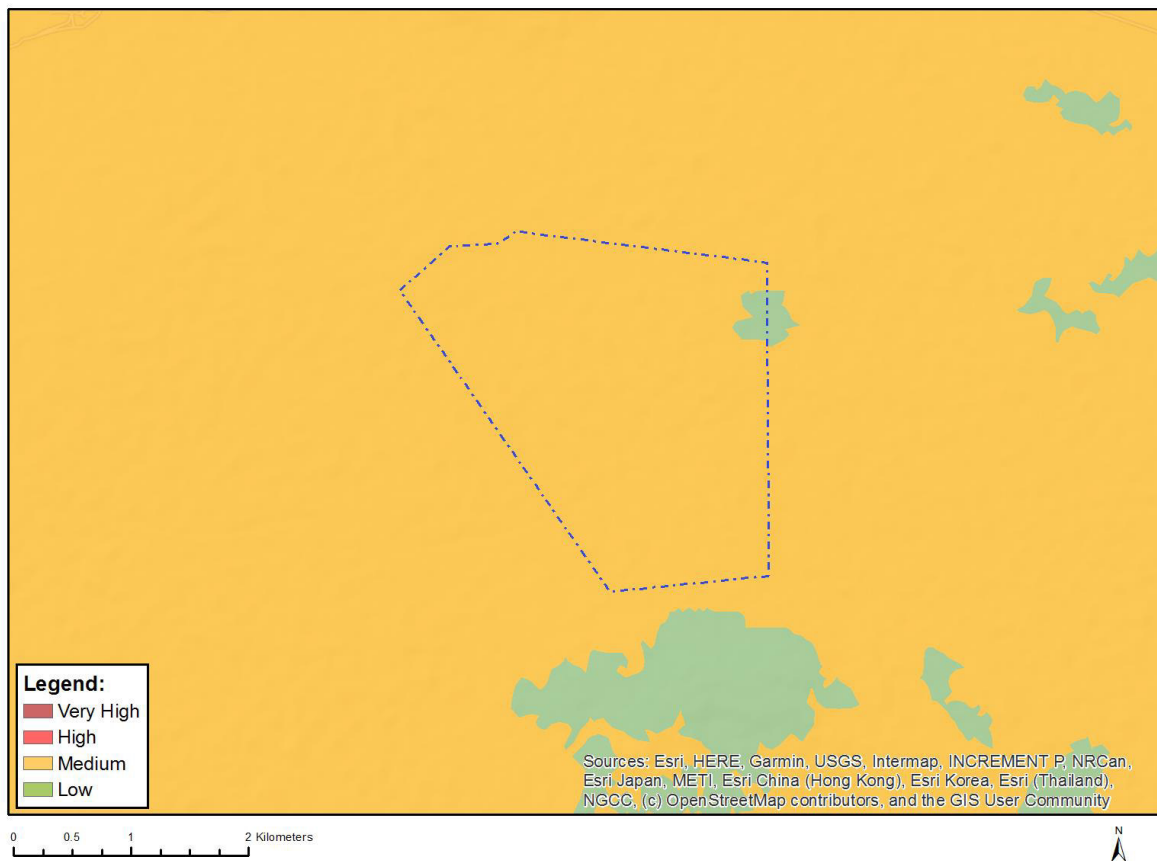 Legend:
Very High
High
Medium
Low
Sources: Esri, HERE, Garmin, USGS, Intermap, INCREMENT P, NRCan,
Esri Japan, METI, Esri China (Hong Kong), Esri Korea, Esri (Thailand),
NGCC, (c) OpenStreetMap contributors, and the GIS User Community
0 0.5 1 2 Kilometers
N